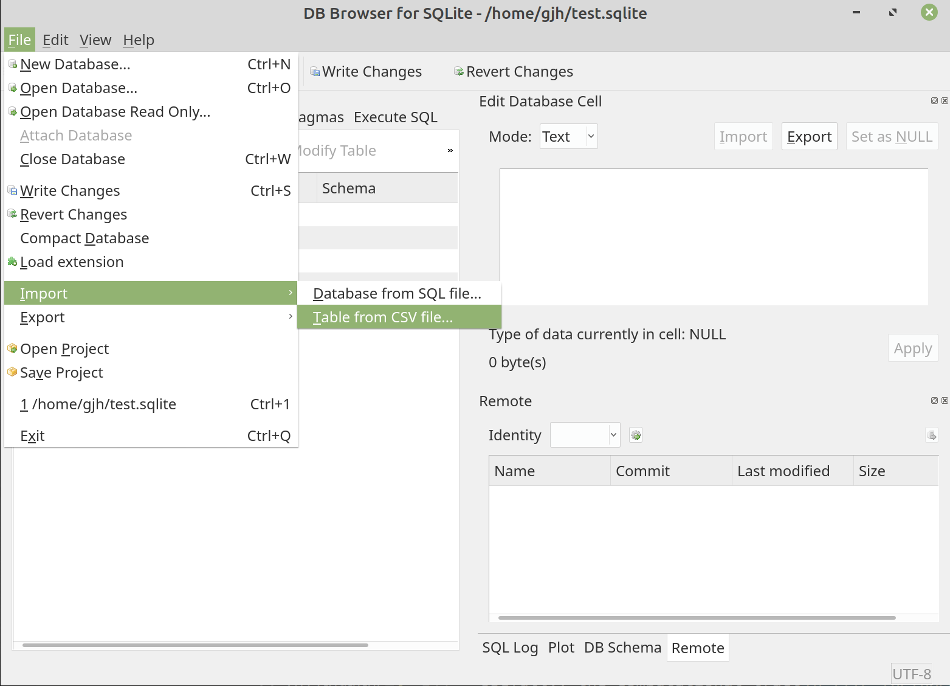 DB Browser for SQLite - /home/gjh/test.sqlite
File Edit View Help
New Database... Ctrl+N
Open Database... Ctrl+O
Open Database Read Only...
Attach Database
Close Database Ctrl+W
Write Changes Ctrl+S
Revert Changes
Compact Database
Load extension
Import
Export
Open Project
Save Project
1 /home/gjh/test.sqlite Ctrl+1
Exit Ctrl+Q
Database from SQL file...
Table from CSV file...
Write Changes Revert Changes
agmas Execute SQL
Modify Table »
Schema
Edit Database Cell
Mode: Text Import Export Set as NULL
Type of data currently in cell: NULL
0 byte(s)
Apply
Remote
Identity
Name Commit Last modified Size
SQL Log Plot DB Schema Remote
UTF-8